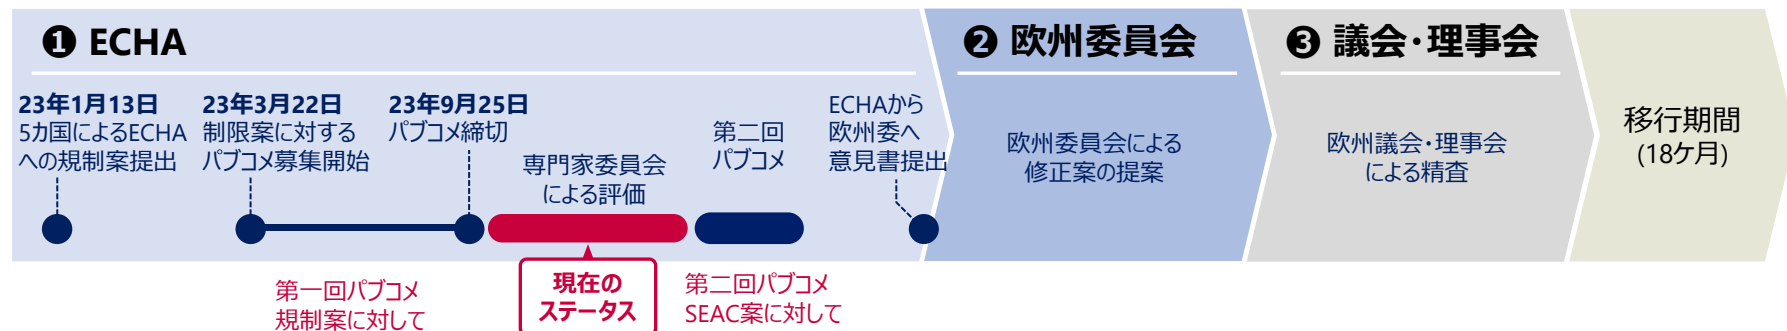 ❶ ECHA
23年1月13日
5カ国によるECHA
への規制案提出
23年3月22日
制限案に対する
パブコメ募集開始
23年9月25日
パブコメ締切
専門家委員会
による評価
第二回
パブコメ
ECHAから
欧州委へ
意見書提出
第一回パブコメ
規制案に対して
現在の
ステータス
第二回パブコメ
SEAC案に対して
❷ 欧州委員会
欧州委員会による
修正案の提案
❸ 議会・理事会
欧州議会・理事会
による精査
移行期間
(18ケ月)